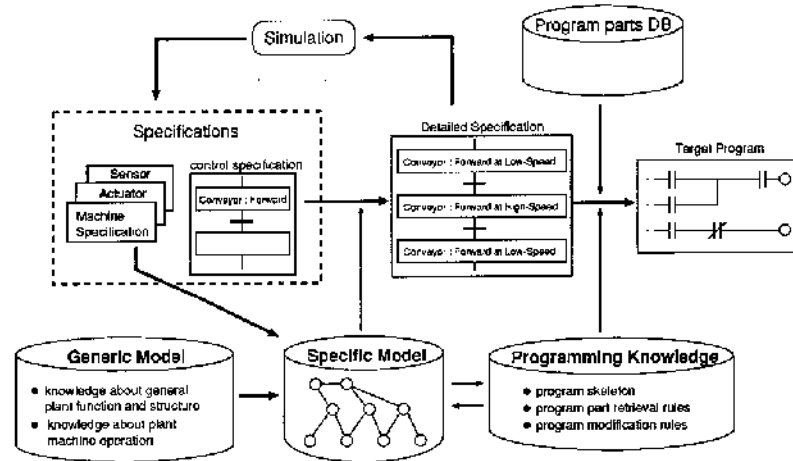 Simulation
Program parts DB
Specifications
Sensor
Actuator
Machine
Specification
control specification
Conveyor : Forward
Detailed Specification
Conveyor : Forward at Low-Speed
Conveyor : Forward at High-Speed
Conveyor : Forward at Low-Speed
Target Program
Generic Model
● knowledge about general
plant function and structure
● knowledge about plant
machine operation
Specific Model
Programming Knowledge
● program skeleton
● program part retrieval rules
● program modification rules